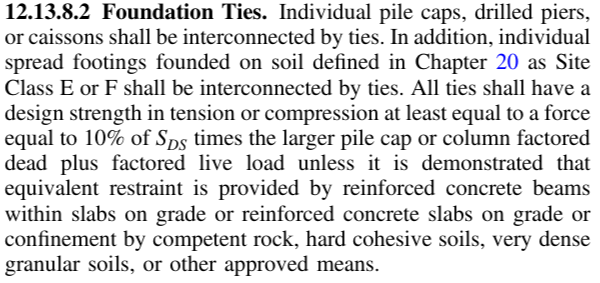 12.13.8.2 Foundation Ties. Individual pile caps, drilled piers,
or caissons shall be interconnected by ties. In addition, individual
spread footings founded on soil defined in Chapter 20 as Site
Class E or F shall be interconnected by ties. All ties shall have a
design strength in tension or compression at least equal to a force
equal to 10% of SDS times the larger pile cap or column factored
dead plus factored live load unless it is demonstrated that
equivalent restraint is provided by reinforced concrete beams
within slabs on grade or reinforced concrete slabs on grade or
confinement by competent rock, hard cohesive soils, very dense
granular soils, or other approved means.